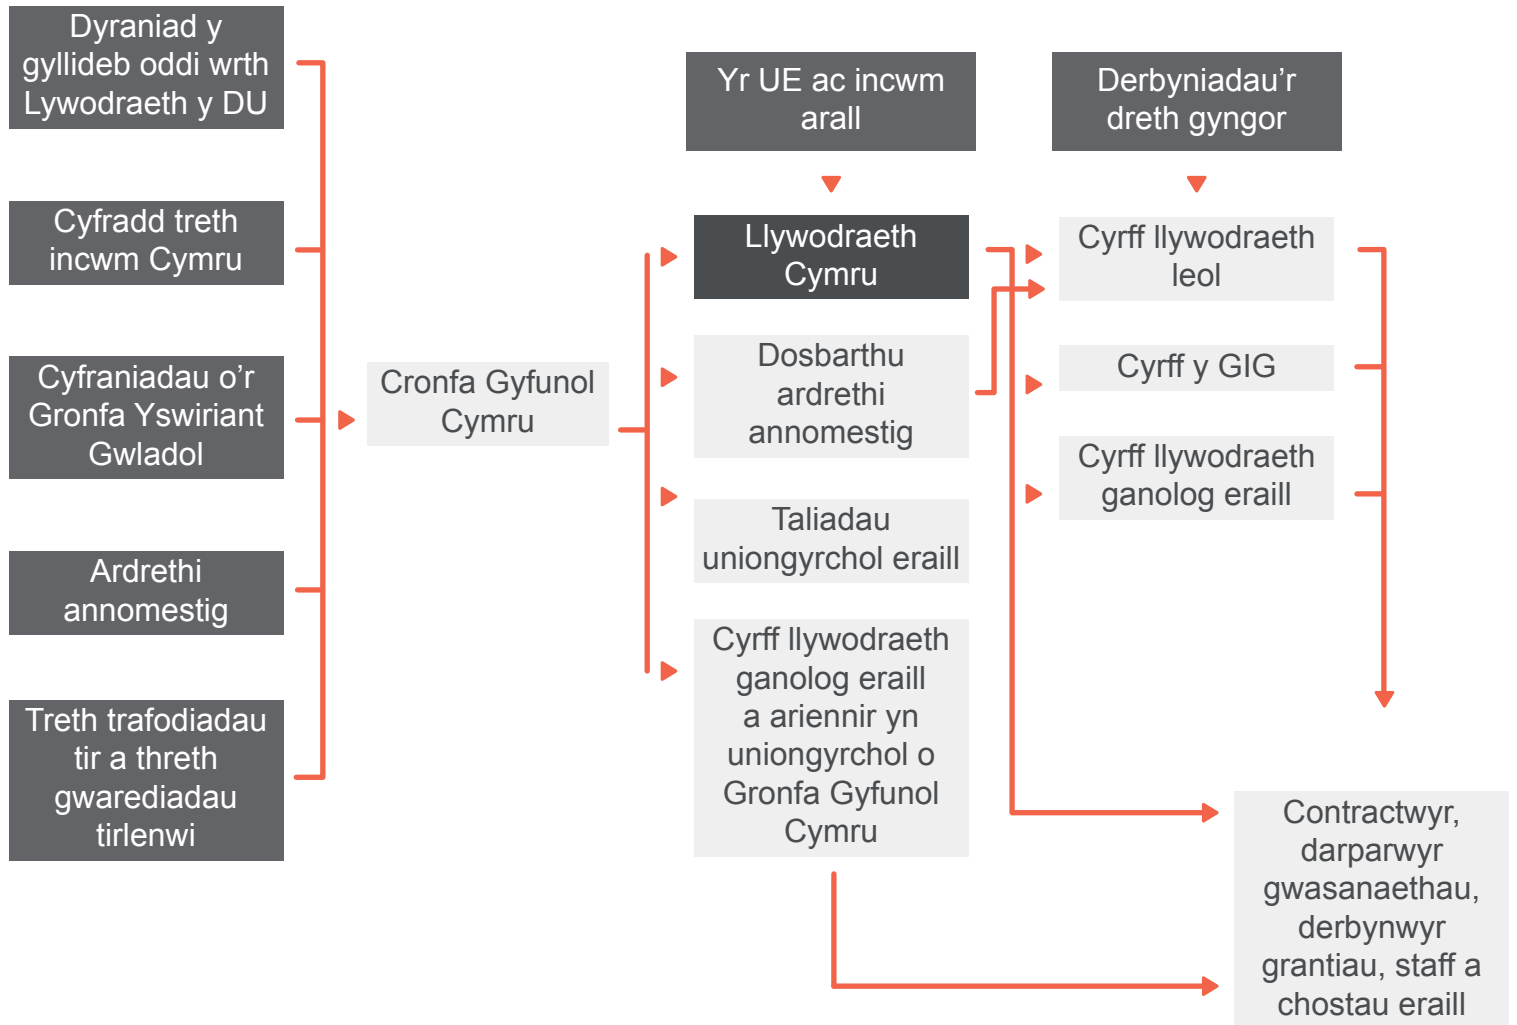 Dyraniad y
gyllideb oddi wrth
Lywodraeth y DU
Cyfradd treth
incwm Cymru
Cyfraniadau o’r
Gronfa Yswiriant
Gwladol
Ardrethi
annomestig
Treth trafodiadau
tir a threth
gwarediadau
tirlenwi
Cronfa Gyfunol
Cymru
Yr UE ac incwm
arall
Llywodraeth
Cymru
Dosbarthu
ardrethi
annomestig
Taliadau
uniongyrchol eraill
Cyrff llywodraeth
ganolog eraill
a ariennir yn
uniongyrchol o
Gronfa Gyfunol
Cymru
Derbyniadau’r
dreth gyngor
Cyrff llywodraeth
leol
Cyrff y GIG
Cyrff llywodraeth
ganolog eraill
Contractwyr,
darparwyr
gwasanaethau,
derbynwyr
grantiau, staff a
chostau eraill